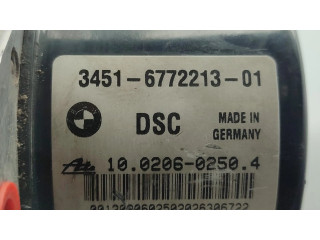 3451-6772213-01
DSC
MADE IN
GERMANY
10.0206-0250.4